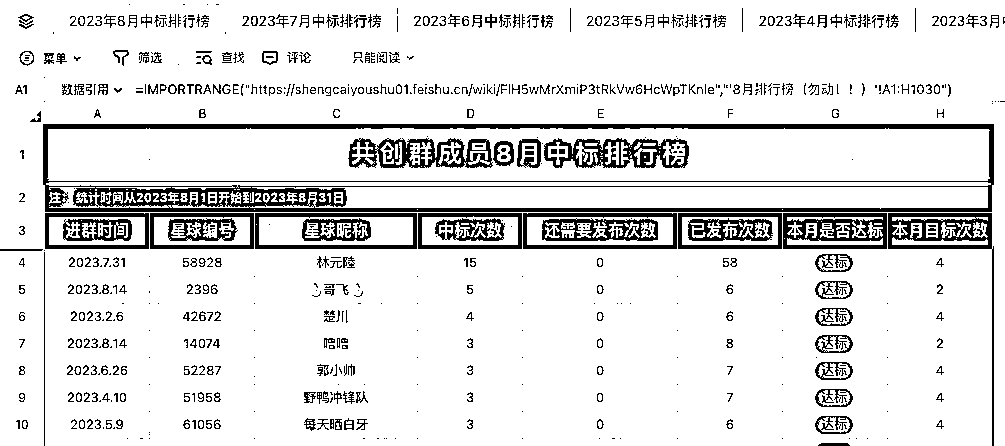 2023年8月中标排行榜 2023年7月中标排行榜 2023年6月中标排行榜 2023年5月中标排行榜 2023年4月中标排行榜 2023年3月
菜单 筛选 查找 评论 只能阅读
A1 数据引用 =IMPORTRANGE("https://shengcaiyoushu01.feishu.cn/wiki/FIH5wMrXmiP3tRkVw6HcWpTKnle","'8月排行榜（勿动！！）'!A1:H1030")
A B C D E F G H
1 共创群成员8月中标排行榜
2 注：统计时间从2023年8月1日开始到2023年8月31日
3 进群时间 星球编号 星球昵称 中标次数 还需要发布次数 已发布次数 本月是否达标 本月目标次数
4 2023.7.31 58928 林元陸 15 0 58 达标 4
5 2023.8.14 2396 哥飞 5 0 6 达标 2
6 2023.2.6 42672 楚川 4 0 6 达标 4
7 2023.8.14 14074 噜噜 3 0 8 达标 2
8 2023.6.26 52287 郭小帅 3 0 7 达标 4
9 2023.4.10 51958 野鸭冲锋队 3 0 7 达标 4
10 2023.5.9 61056 每天晒白牙 3 0 6 达标 4